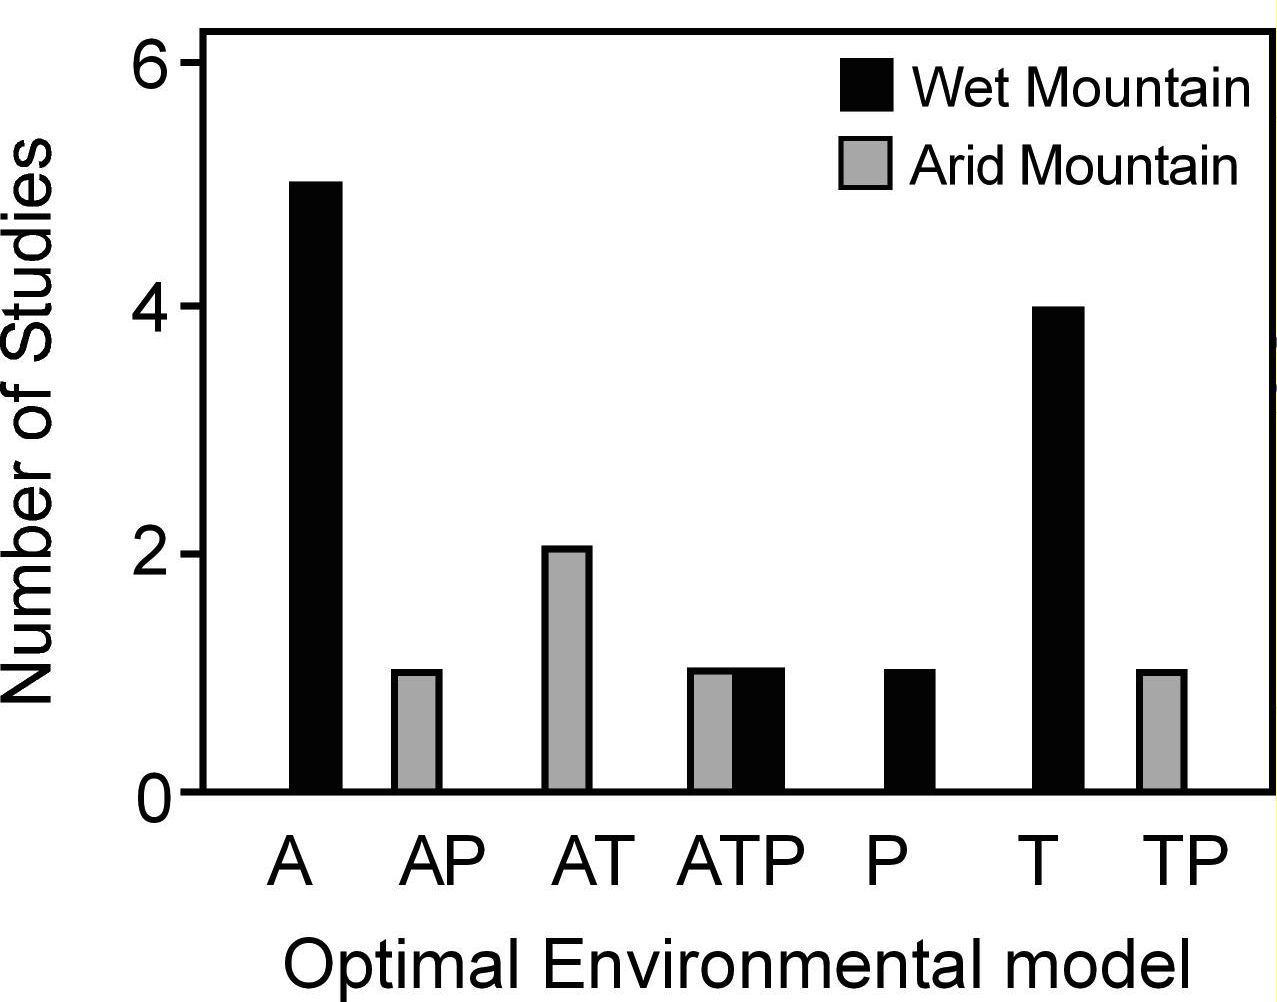 6
4
2
0
Number of Studies
Wet Mountain
Arid Mountain
A AP AT ATP P T TP
Optimal Environmental model